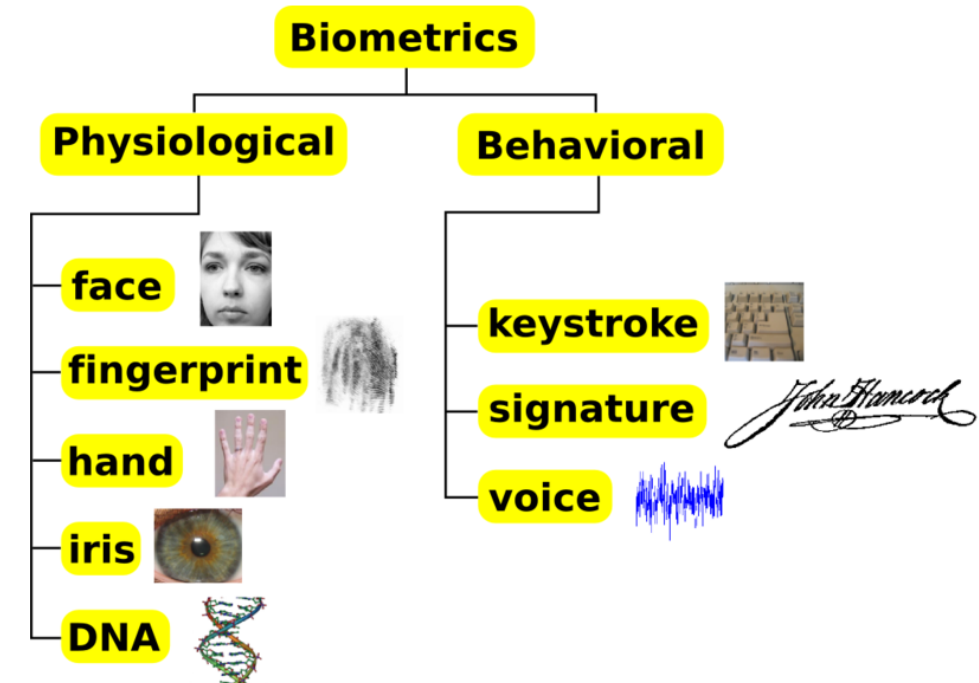 Biometrics
Physiological
Behavioral
face
fingerprint
hand
iris
DNA
keystroke
signature
John Hancock
voice